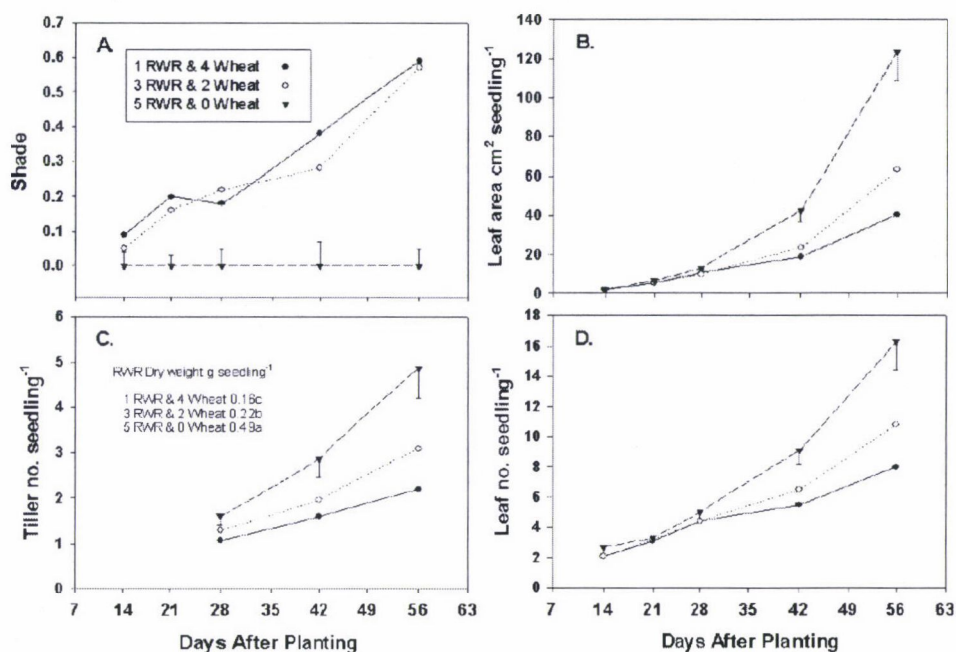 A.
1 RWR & 4 Wheat
3 RWR & 2 Wheat
5 RWR & 0 Wheat
Shade
0.7
0.6
0.5
0.4
0.3
0.2
0.1
0.0
B.
Leaf area cm² seedling⁻¹
140
120
100
80
60
40
20
0
C.
RWR Dry weight g seedling⁻¹
1 RWR & 4 Wheat 0.16c
3 RWR & 2 Wheat 0.22b
5 RWR & 0 Wheat 0.49a
Tiller no. seedling⁻¹
6
5
4
3
2
1
0
7 14 21 28 35 42 49 56 63
Days After Planting
D.
Leaf no. seedling⁻¹
18
16
14
12
10
8
6
4
2
0
7 14 21 28 35 42 49 56 63
Days After Planting